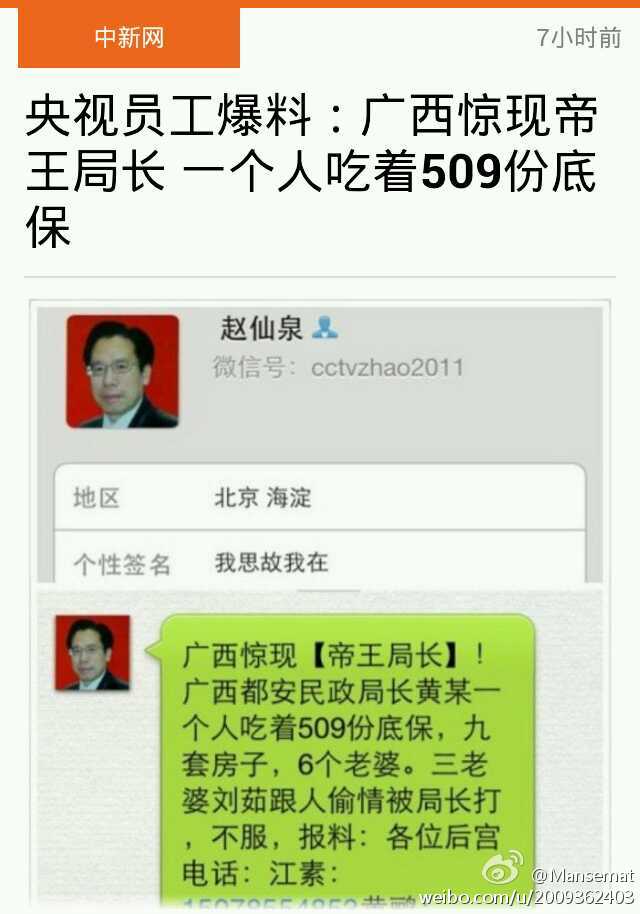 中新网
7小时前
央视员工爆料：广西惊现帝
王局长 一个人吃着509份底
保
赵仙泉
微信号：cctvzhao2011
地区 北京 海淀
个性签名 我思故我在
广西惊现【帝王局长】！
广西都安民政局长黄某一
个人吃着509份底保，九
套房子，6个老婆。三老
婆刘茹跟人偷情被局长打
，不服，报料：各位后宫
电话：江素：
@Mansernat
weibo.com/u/2009362403